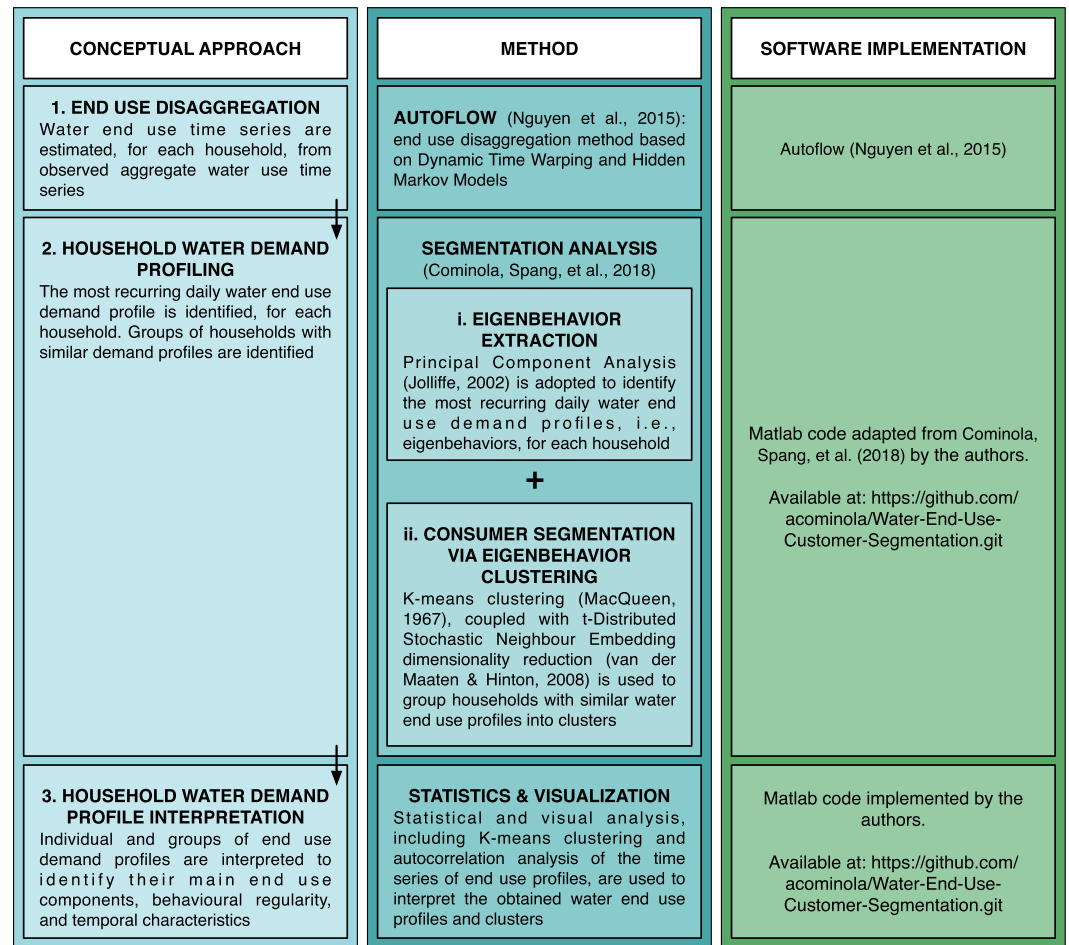 CONCEPTUAL APPROACH
METHOD
SOFTWARE IMPLEMENTATION
1. END USE DISAGGREGATION
Water end use time series are
estimated, for each household, from
observed aggregate water use time
series
AUTOFLOW (Nguyen et al., 2015):
end use disaggregation method based
on Dynamic Time Warping and Hidden
Markov Models
Autoflow (Nguyen et al., 2015)
2. HOUSEHOLD WATER DEMAND
PROFILING
The most recurring daily water end use
demand profile is identified, for each
household. Groups of households with
similar demand profiles are identified
SEGMENTATION ANALYSIS
(Cominola, Spang, et al., 2018)
i. EIGENBEHAVIOR
EXTRACTION
Principal Component Analysis
(Jolliffe, 2002) is adopted to identify
the most recurring daily water end
use demand profiles, i.e.,
eigenbehaviors, for each household
+
ii. CONSUMER SEGMENTATION
VIA EIGENBEHAVIOR
CLUSTERING
K-means clustering (MacQueen,
1967), coupled with t-Distributed
Stochastic Neighbour Embedding
dimensionality reduction (van der
Maaten & Hinton, 2008) is used to
group households with similar water
end use profiles into clusters
Matlab code adapted from Cominola,
Spang, et al. (2018) by the authors.
Available at: https://github.com/
acominola/Water-End-Use-
Customer-Segmentation.git
3. HOUSEHOLD WATER DEMAND
PROFILE INTERPRETATION
Individual and groups of end use
demand profiles are interpreted to
identify their main end use
components, behavioural regularity,
and temporal characteristics
STATISTICS & VISUALIZATION
Statistical and visual analysis,
including K-means clustering and
autocorrelation analysis of the time
series of end use profiles, are used to
interpret the obtained water end use
profiles and clusters
Matlab code implemented by the
authors.
Available at: https://github.com/
acominola/Water-End-Use-
Customer-Segmentation.git